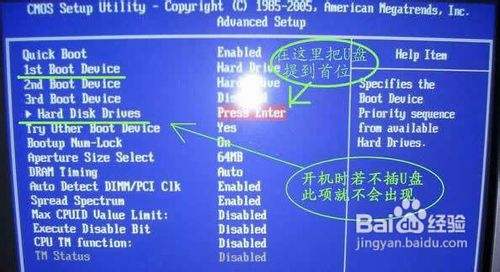 CMOS Setup Utility - Copyright (C) 1985-2005, American Megatrends, Inc.
Advanced Setup
Quick Boot Enabled
1st Boot Device Hard Drive
2nd Boot Device Hard Drive
3rd Boot Device
▶ Hard Disk Drives Press Enter
Try Other Boot Device Yes
Bootup Num-Lock On
Aperture Size Select 64MB
DRAM Timing Auto
Auto Detect DIMM/PCI Clk Enabled
Spread Spectrum Enabled
Max CPUID Value Limit: Disabled
Execute Disable Bit Disabled
CPU TM function: Disabled
TM Status Disabled
在这里把U盘
提到首位
Help Item
Specifies the
Boot Device
Priority sequence
from available
Hard Drives.
开机时若不插U盘
此项就不会出现
Baidu 经验
jingyan.baidu.com